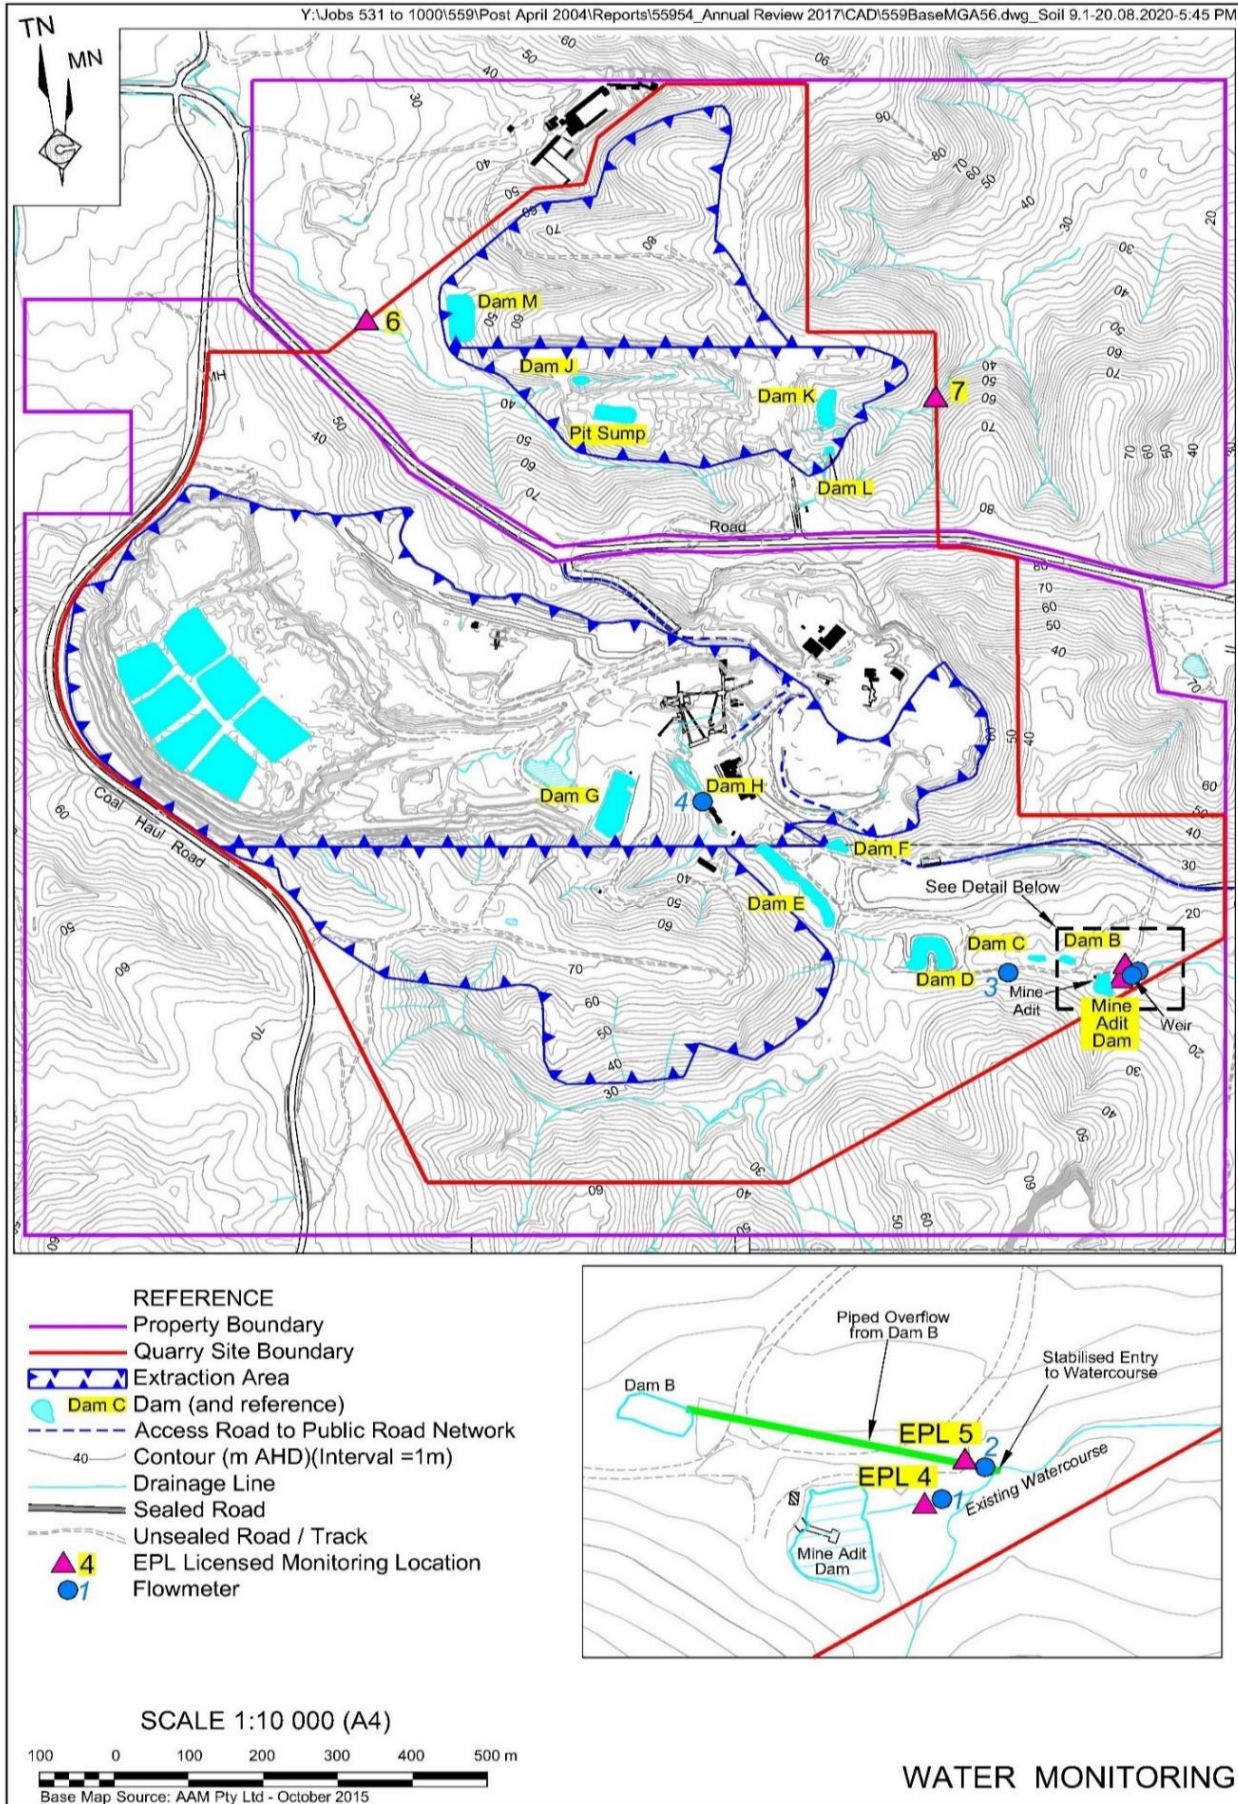 Y:\Jobs 531 to 1000\559\Post April 2004\Reports\55954_Annual Review 2017\CAD\559BaseMGA56.dwg_Soil 9.1-20.08.2020-5:45 PM
TN
MN
6
Dam M
Dam J
Pit Sump
Dam K
7
Dam L
Road
Coal
Haul
Road
Dam G
Dam H
4
Dam F
Dam E
See Detail Below
Dam C
Dam B
Dam D
3
Mine
Adit
Mine
Adit
Dam
Weir
REFERENCE
Property Boundary
Quarry Site Boundary
Extraction Area
Dam C Dam (and reference)
Access Road to Public Road Network
40 Contour (m AHD)(Interval =1m)
Drainage Line
Sealed Road
Unsealed Road / Track
4 EPL Licensed Monitoring Location
1 Flowmeter
Piped Overflow
from Dam B
Stabilised Entry
to Watercourse
Dam B
EPL 5
2
EPL 4
1
Existing Watercourse
Mine Adit
Dam
SCALE 1:10 000 (A4)
100 0 100 200 300 400 500 m
Base Map Source: AAM Pty Ltd - October 2015
WATER MONITORING